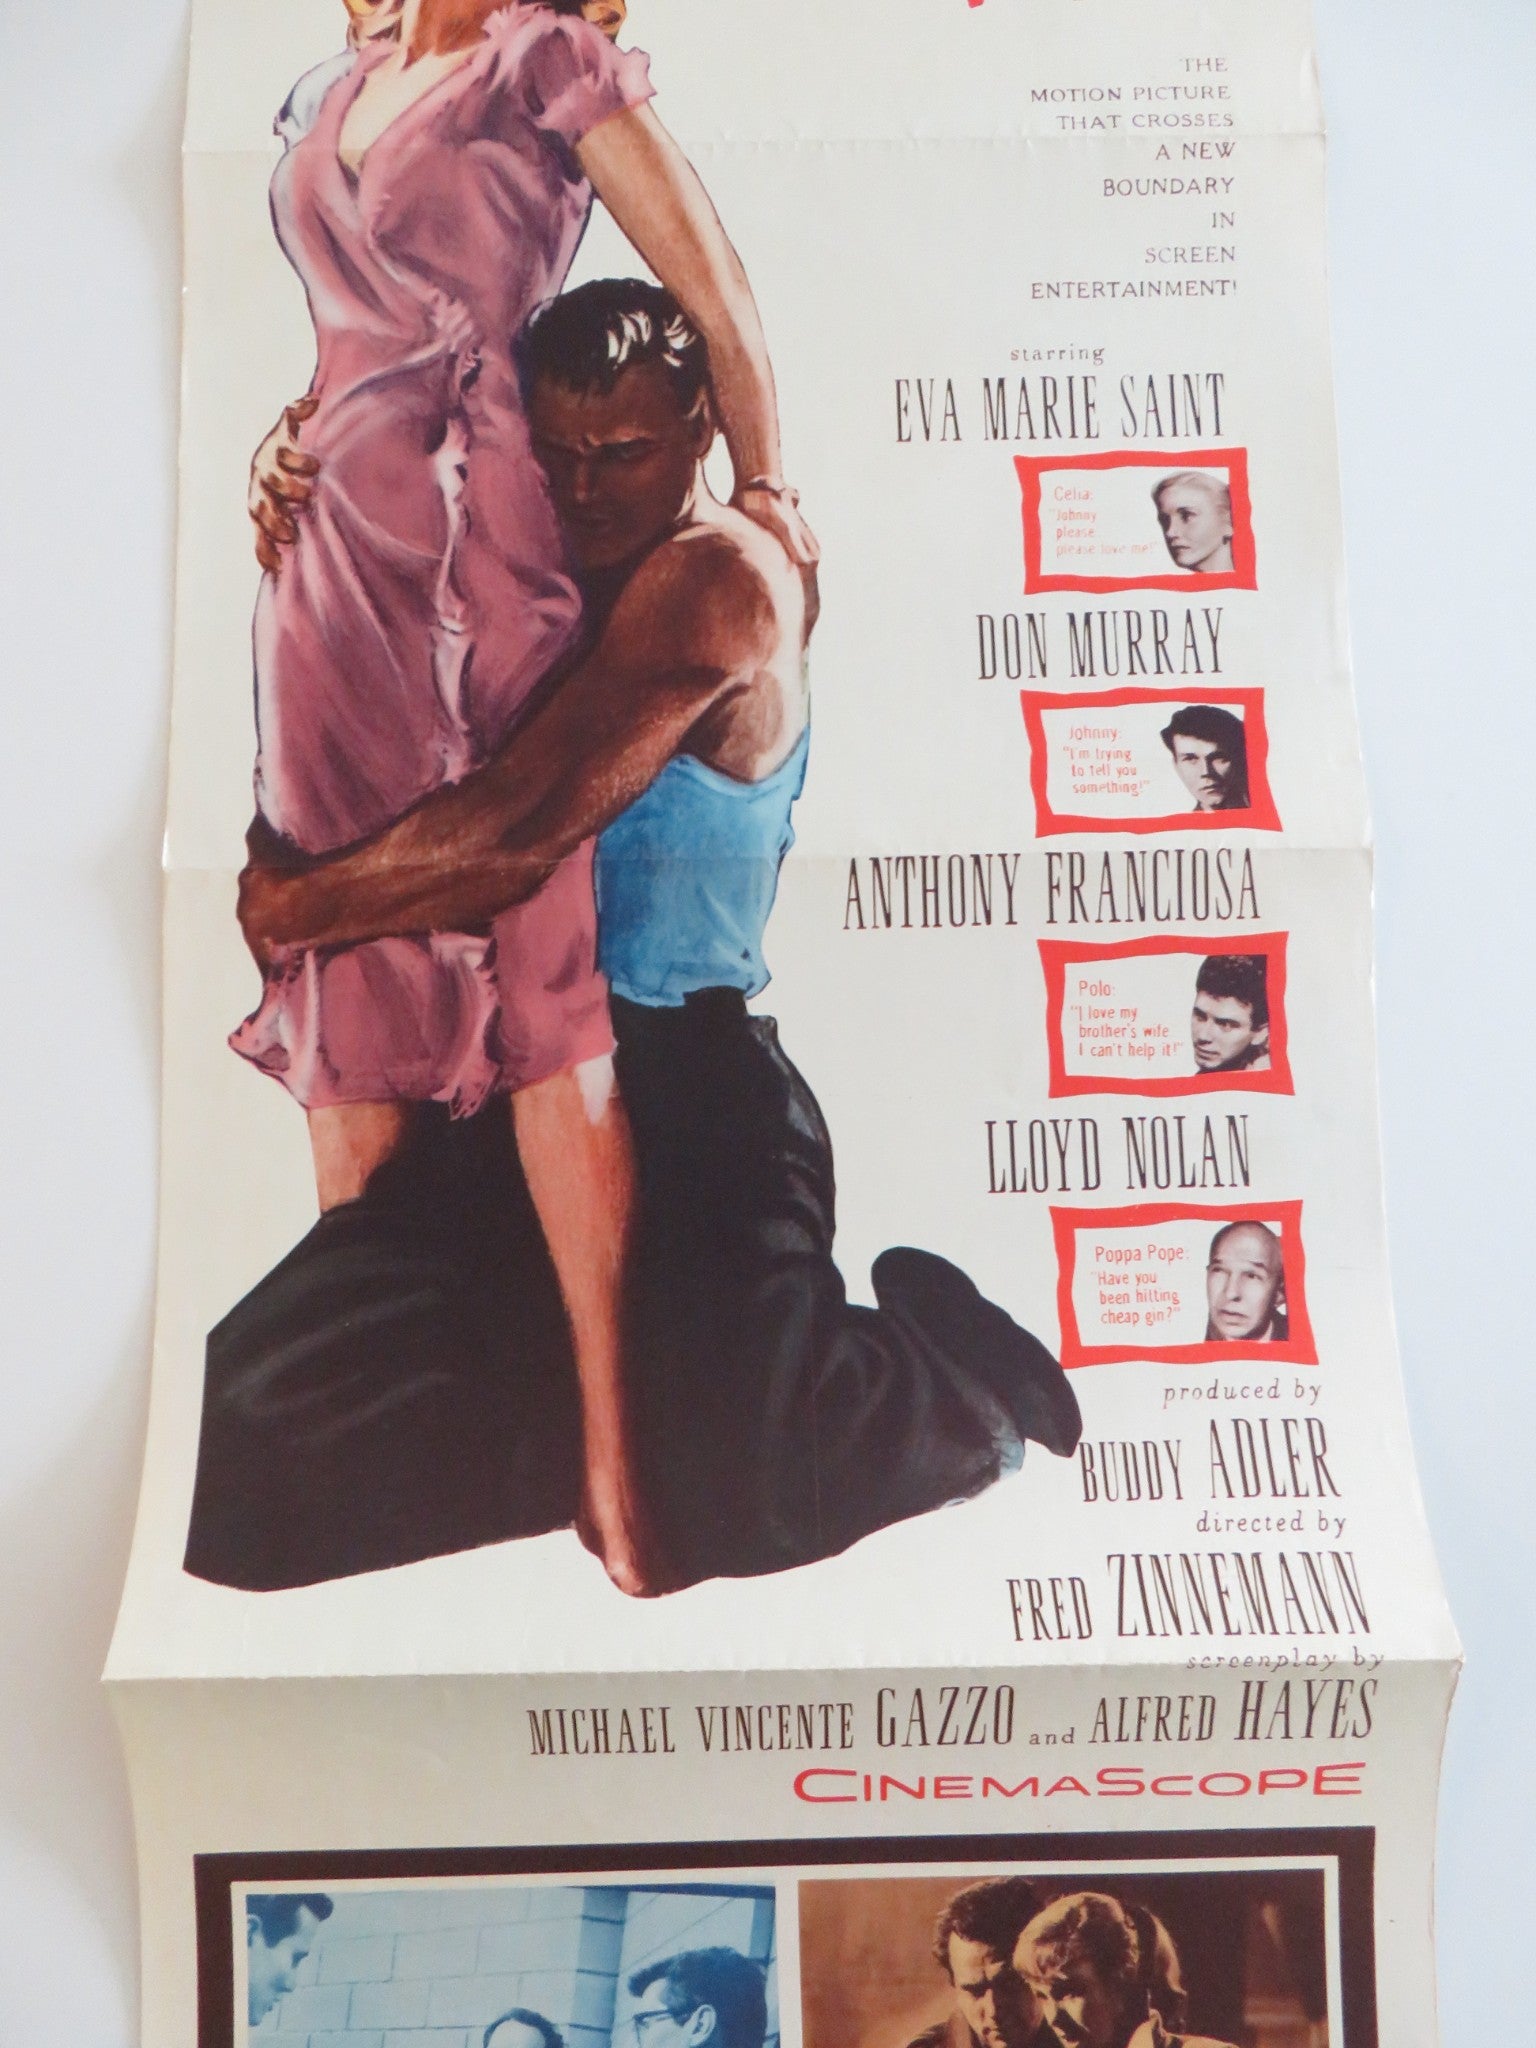 THE
MOTION PICTURE
THAT CROSSES
A NEW
BOUNDARY
IN
SCREEN
ENTERTAINMENT!
starring
EVA MARIE SAINT
Celia:
"Johnny
please...
please love me!"
DON MURRAY
Johnny:
"I'm trying
to tell you
something!"
ANTHONY FRANCIOSA
Polo:
"I love my
brother's wife
I can't help it!"
LLOYD NOLAN
Poppa Pope:
"Have you
been hitting
cheap gin?"
produced by
BUDDY ADLER
directed by
FRED ZINNEMANN
screenplay by
MICHAEL VINCENTE GAZZO and ALFRED HAYES
CINEMASCOPE